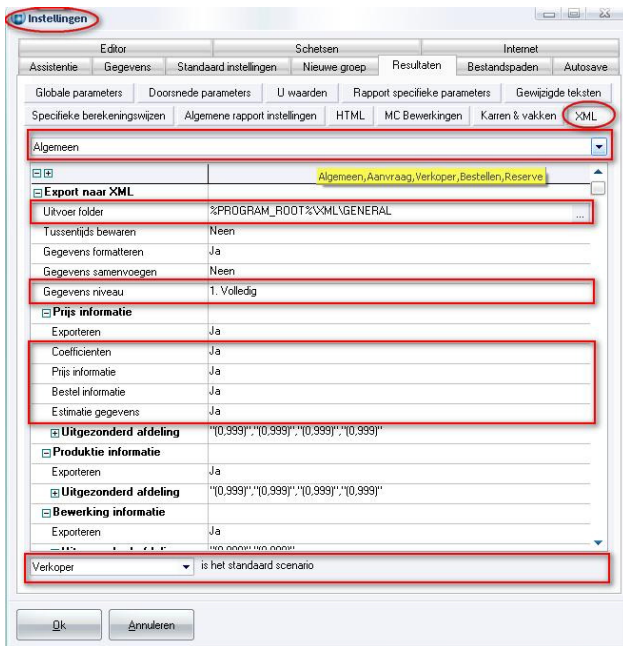 Instellingen
Editor Schetsen Internet
Assistentie Gegevens Standaard instellingen Nieuwe groep Resultaten Bestandspaden Autosave
Globale parameters Doorsnede parameters U waarden Rapport specifieke parameters Gewijzigde teksten
Specifieke berekeningswijzen Algemene rapport instellingen HTML MC Bewerkingen Karren & vakken XML
Algemeen
Algemeen,Aanvraag,Verkoper,Bestellen,Reserve
Export naar XML
Uitvoer folder %PROGRAM_ROOT%\XML\GENERAL ...
Tussentijds bewaren Neen
Gegevens formatteren Ja
Gegevens samenvoegen Neen
Gegevens niveau 1. Volledig
Prijs informatie
Exporteren Ja
Coefficienten Ja
Prijs informatie Ja
Bestel informatie Ja
Estimatie gegevens Ja
Uitgezonderd afdeling "(0,999)","(0,999)","(0,999)","(0,999)"
Produktie informatie
Exporteren Ja
Uitgezonderd afdeling "(0,999)","(0,999)","(0,999)","(0,999)"
Bewerking informatie
Exporteren Ja
Verkoper is het standaard scenario
Ok Annuleren